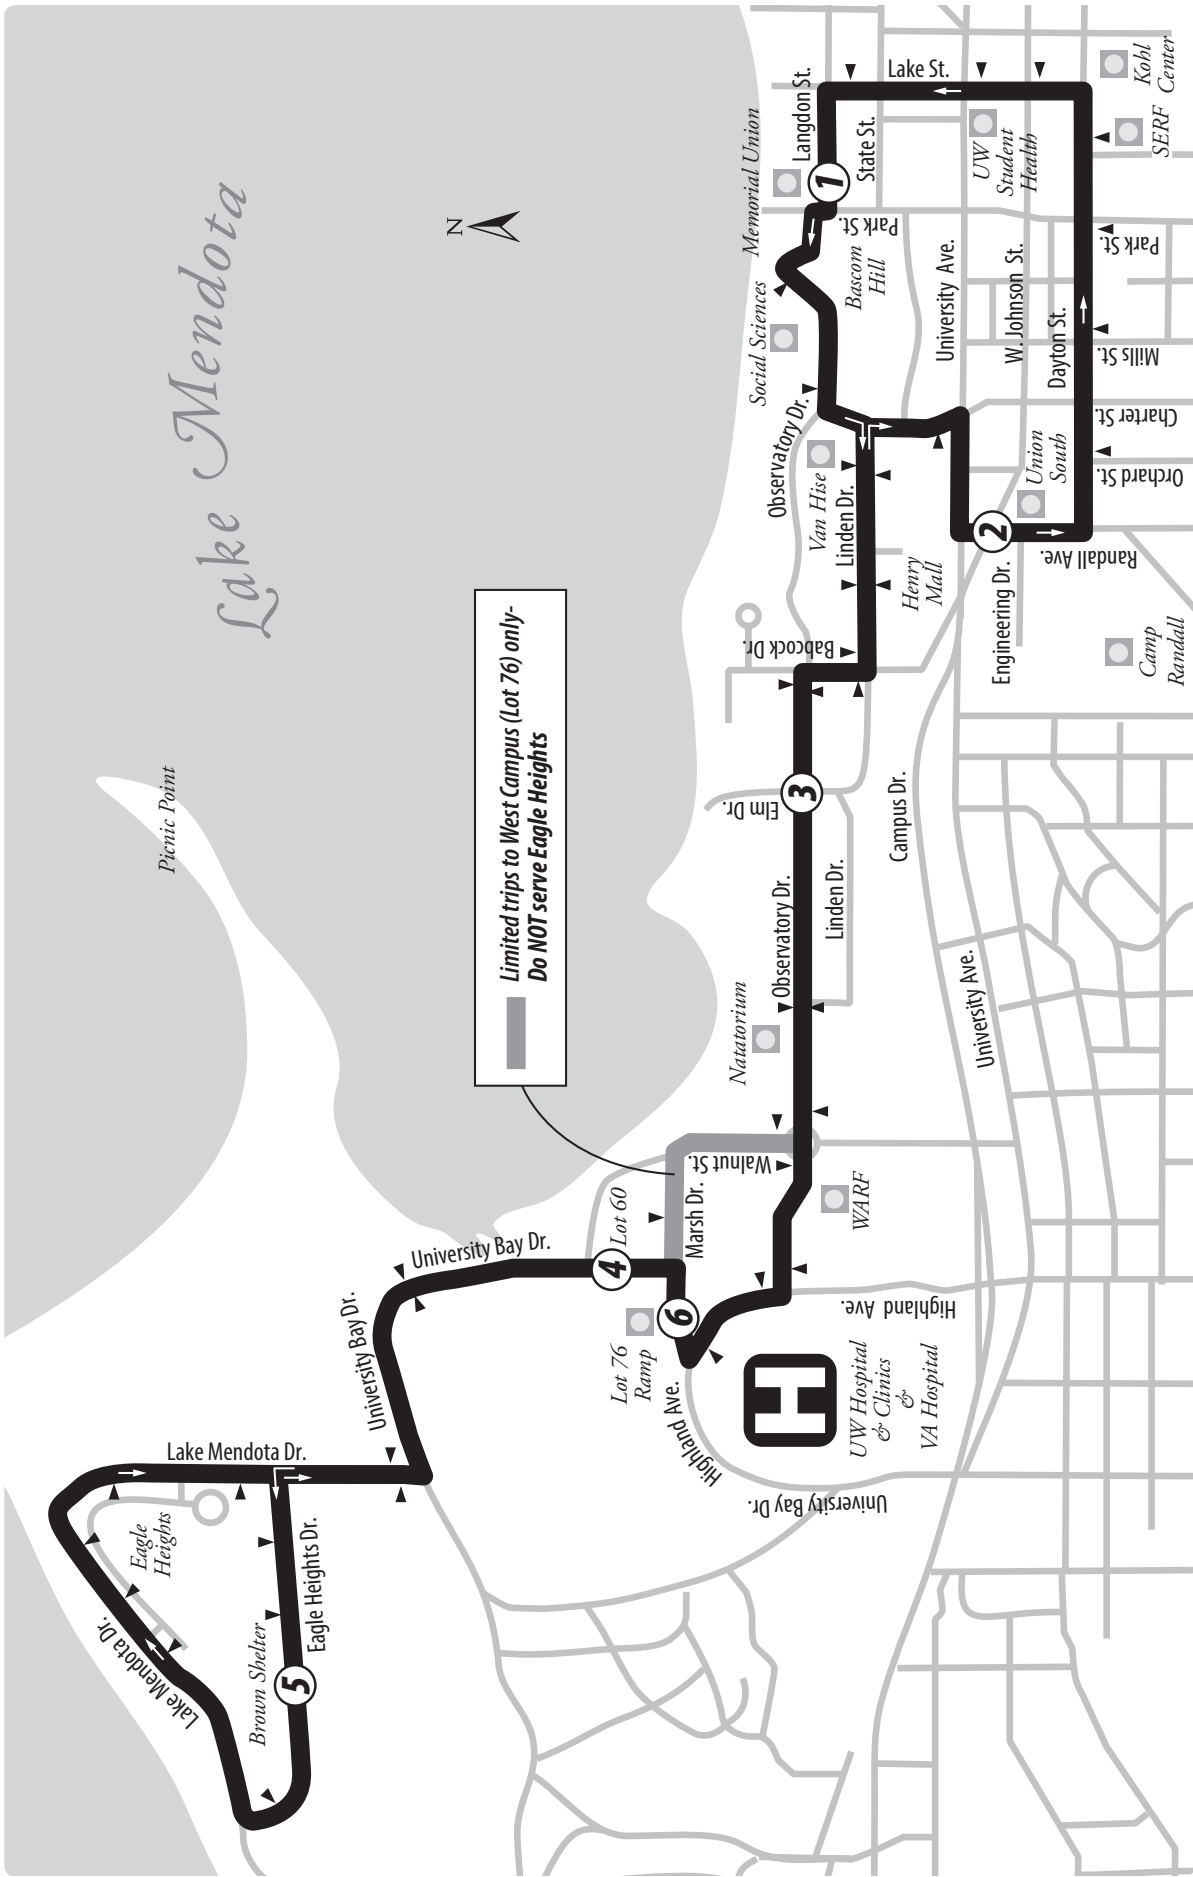 Lake Mendota
N
Picnic Point
Limited trips to West Campus (Lot 76) only-
Do NOT serve Eagle Heights
Lake Mendota Dr.
Lake Mendota Dr.
Eagle
Heights
Brown Shelter
5
Eagle Heights Dr.
University Bay Dr.
University Bay Dr.
4
Lot 60
Lot 76
Ramp
6
Marsh Dr.
Walnut St.
Highland Ave.
Highland Ave.
H
UW Hospital
& Clinics
&
VA Hospital
University Bay Dr.
WARF
Natatorium
Observatory Dr.
Linden Dr.
Elm Dr.
3
Campus Dr.
University Ave.
Babcock Dr.
Henry
Mall
Linden Dr.
Van Hise
Observatory Dr.
Social Sciences
Bascom
Hill
Memorial Union
Langdon St.
1
State St.
Park St.
Lake St.
UW
Student
Health
Kohl
Center
SERF
University Ave.
W. Johnson St.
Dayton St.
Park St.
Mills St.
Charter St.
Orchard St.
Union
South
2
Randall Ave.
Engineering Dr.
Camp
Randall